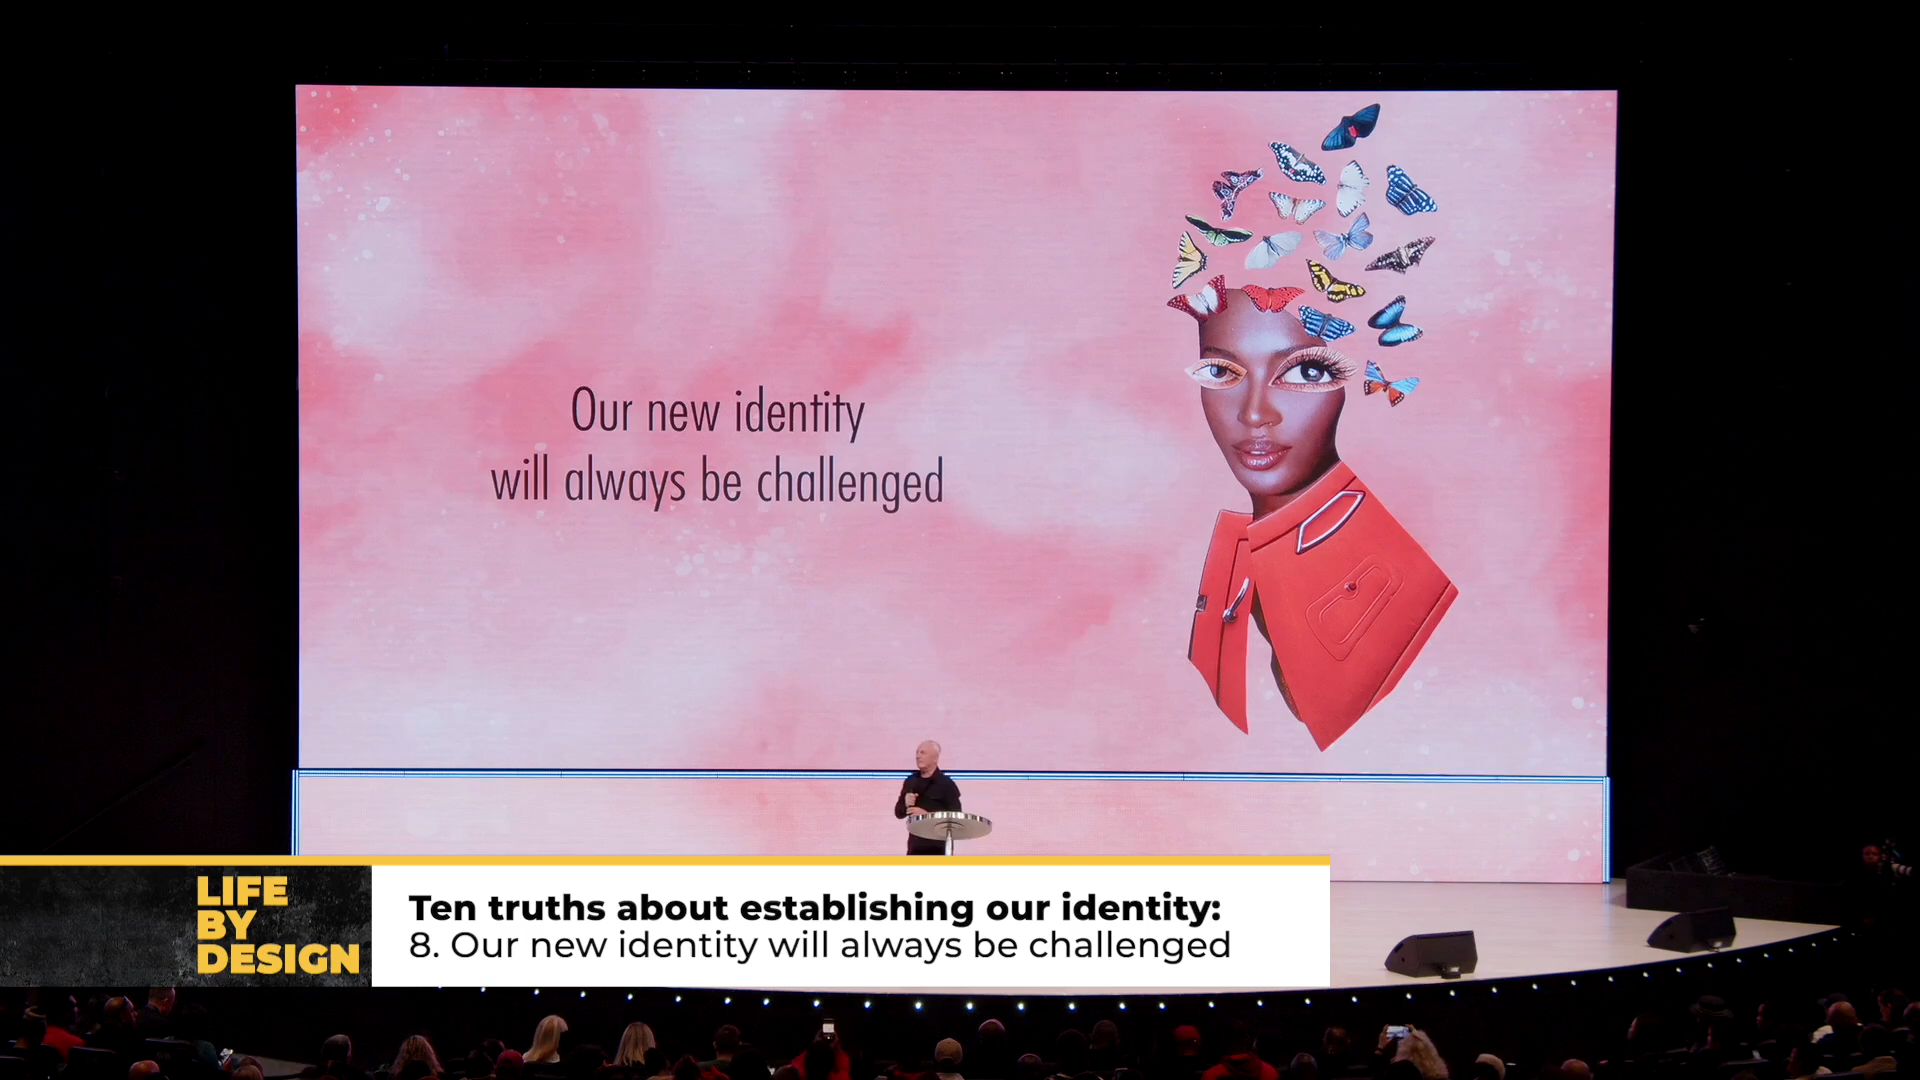 Our new identity
will always be challenged
LIFE
BY
DESIGN
Ten truths about establishing our identity:
8. Our new identity will always be challenged